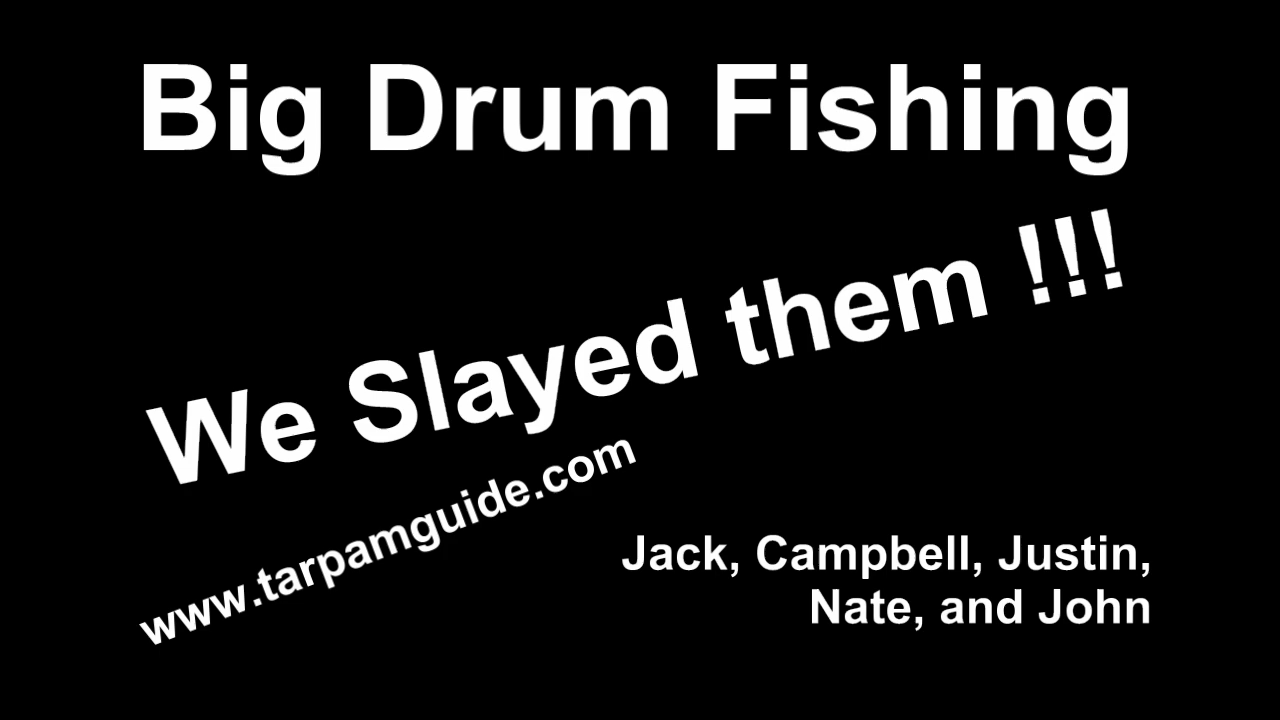 Big Drum Fishing
We Slayed them !!!
www.tarpamguide.com
Jack, Campbell, Justin,
Nate, and John